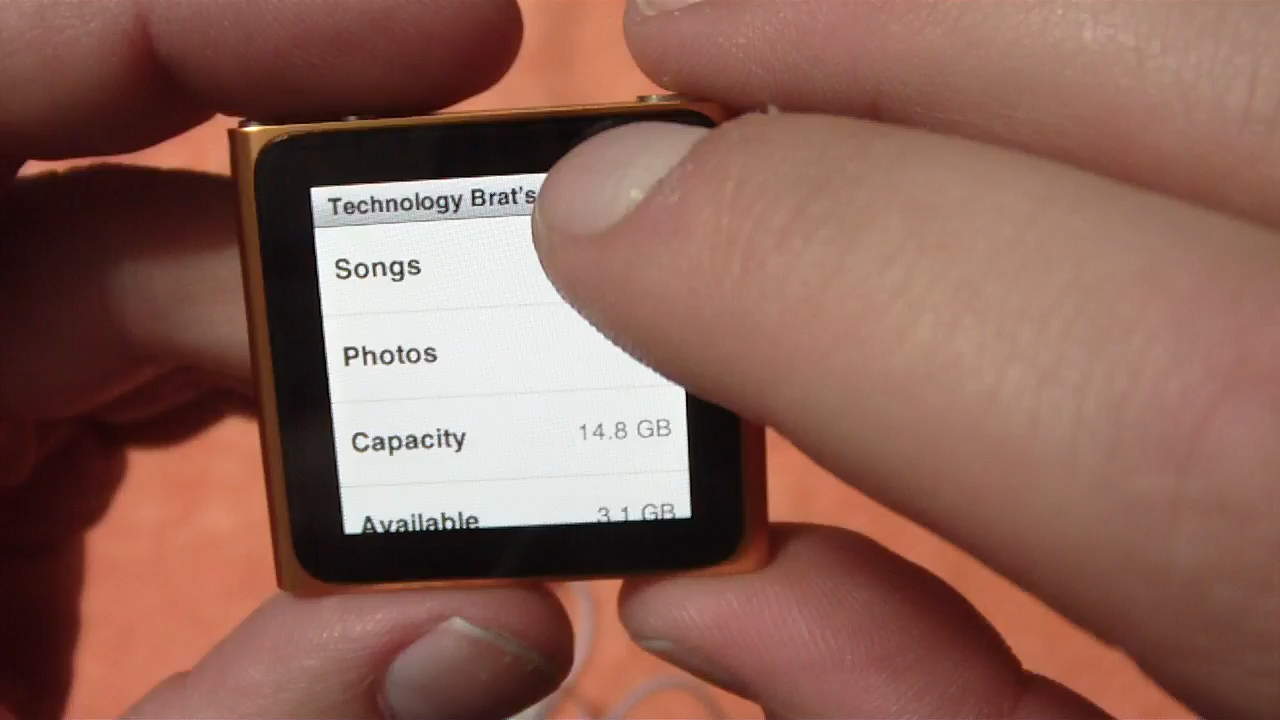 Technology Brat's
Songs
Photos
Capacity 14.8 GB
Available 3.1 GB